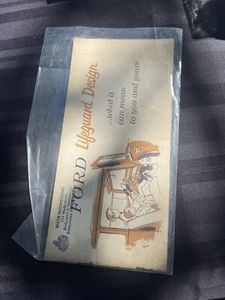 FORD
Lifeguard Design
...what it
can mean
to you and yours